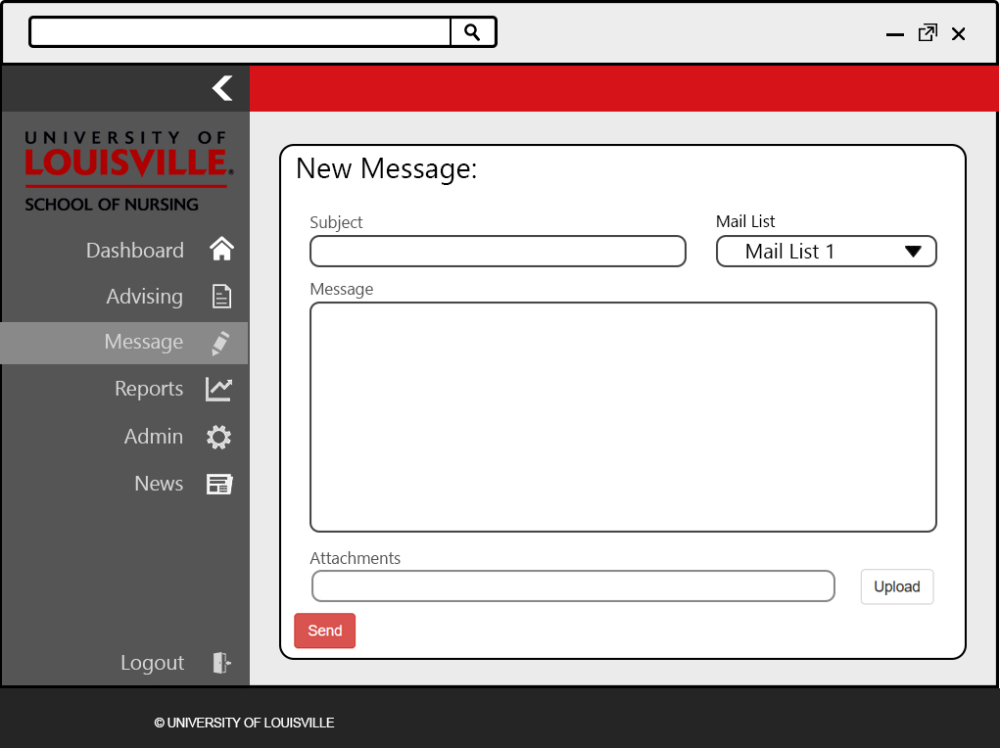 UNIVERSITY OF
LOUISVILLE.
SCHOOL OF NURSING
Dashboard
Advising
Message
Reports
Admin
News
Logout
New Message:
Subject
Mail List
Mail List 1
Message
Attachments
Upload
Send
© UNIVERSITY OF LOUISVILLE